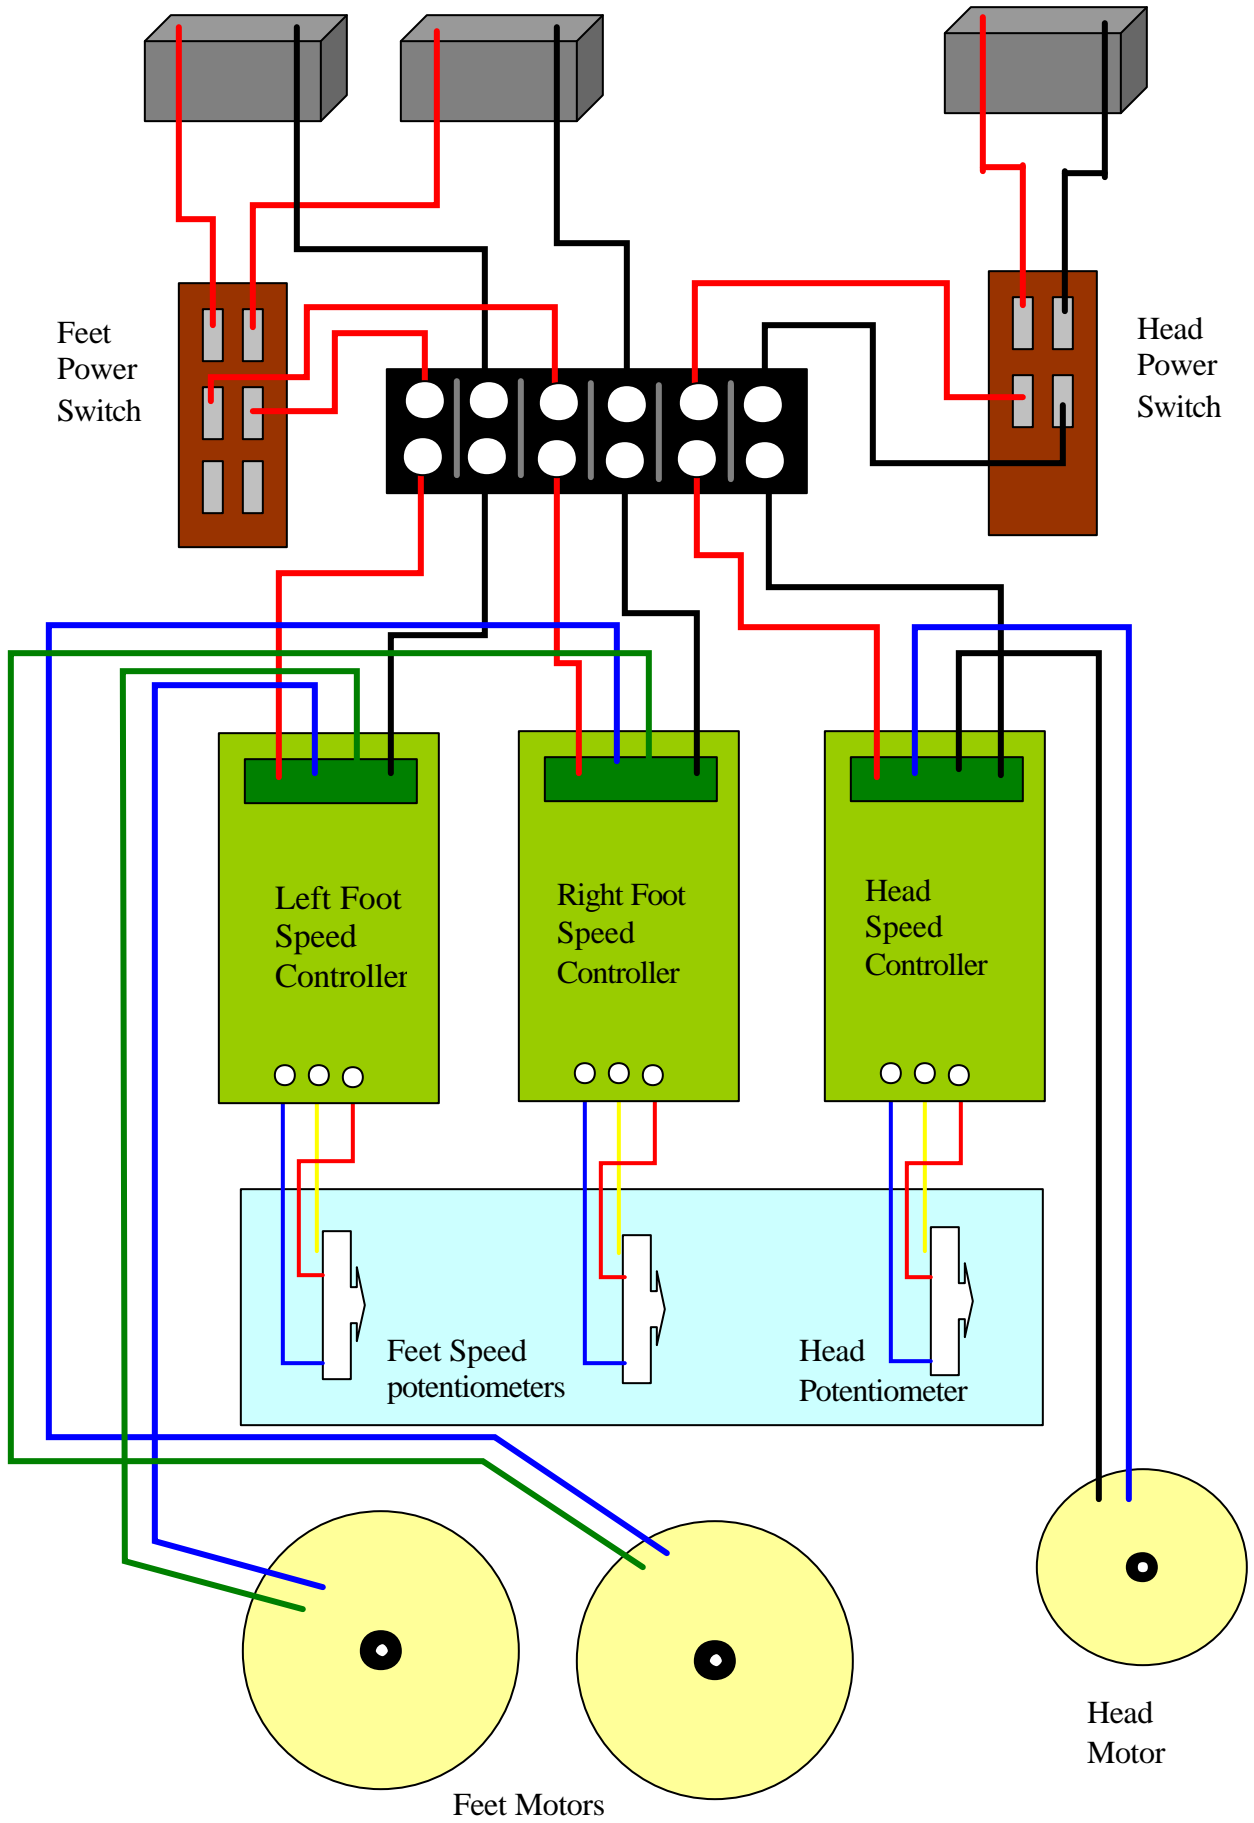 Feet
Power
Switch
Head
Power
Switch
Left Foot
Speed
Controller
Right Foot
Speed
Controller
Head
Speed
Controller
Feet Speed
potentiometers
Head
Potentiometer
Head
Motor
Feet Motors